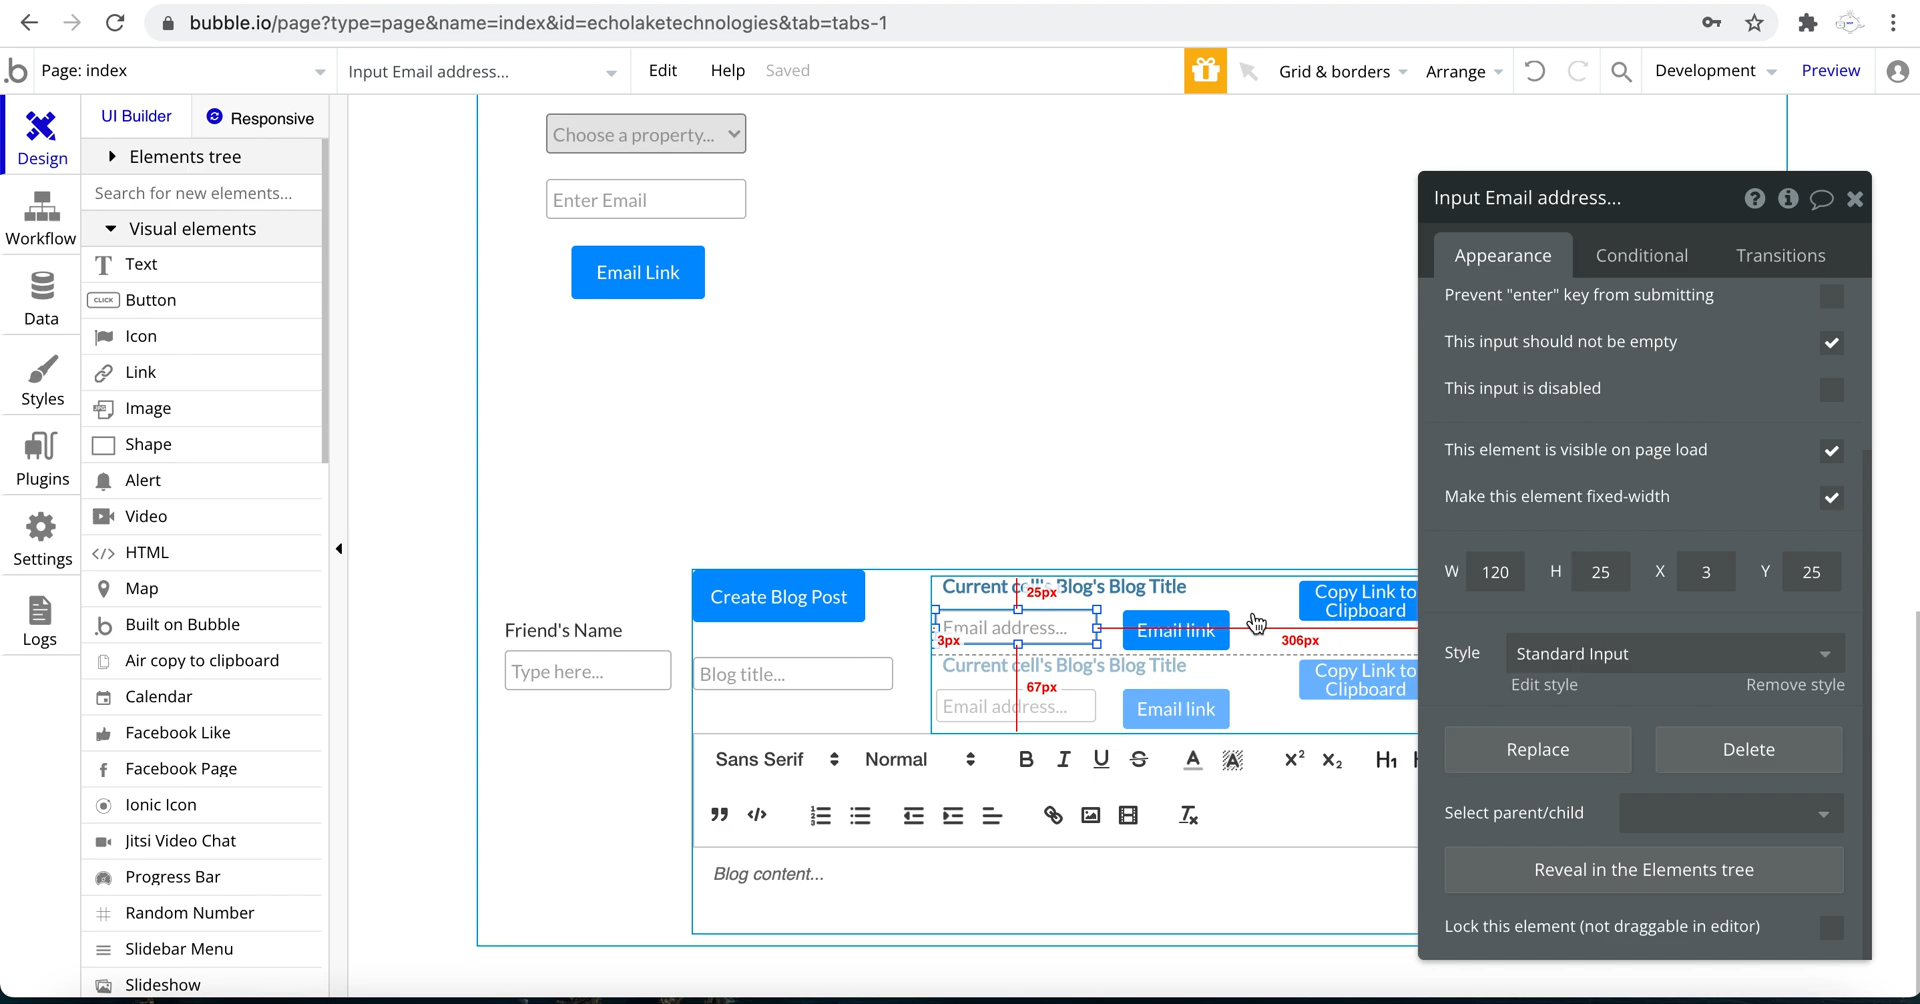 bubble.io/page?type=page&name=index&id=echolaketechnologies&tab=tabs-1
b Page: index
Input Email address...
Edit
Help
Saved
Grid & borders
Arrange
Development
Preview
Design
Workflow
Data
Styles
Plugins
Settings
Logs
UI Builder
Responsive
Elements tree
Search for new elements...
Visual elements
Text
CLICK Button
Icon
Link
Image
Shape
Alert
Video
</> HTML
Map
b Built on Bubble
Air copy to clipboard
Calendar
Facebook Like
Facebook Page
Ionic Icon
Jitsi Video Chat
Progress Bar
Random Number
Slidebar Menu
Slideshow
Choose a property...
Enter Email
Email Link
Friend's Name
Type here...
Create Blog Post
Blog title...
Current cell's Blog's Blog Title
25px
Copy Link to
Clipboard
Email address...
3px
Email link
306px
Current cell's Blog's Blog Title
67px
Copy Link to
Clipboard
Email address...
Email link
Sans Serif
Normal
B I U S A A X² X₂ H1
Blog content...
Input Email address...
Appearance
Conditional
Transitions
Prevent "enter" key from submitting
This input should not be empty
This input is disabled
This element is visible on page load
Make this element fixed-width
W 120 H 25 X 3 Y 25
Style
Standard Input
Edit style
Remove style
Replace
Delete
Select parent/child
Reveal in the Elements tree
Lock this element (not draggable in editor)